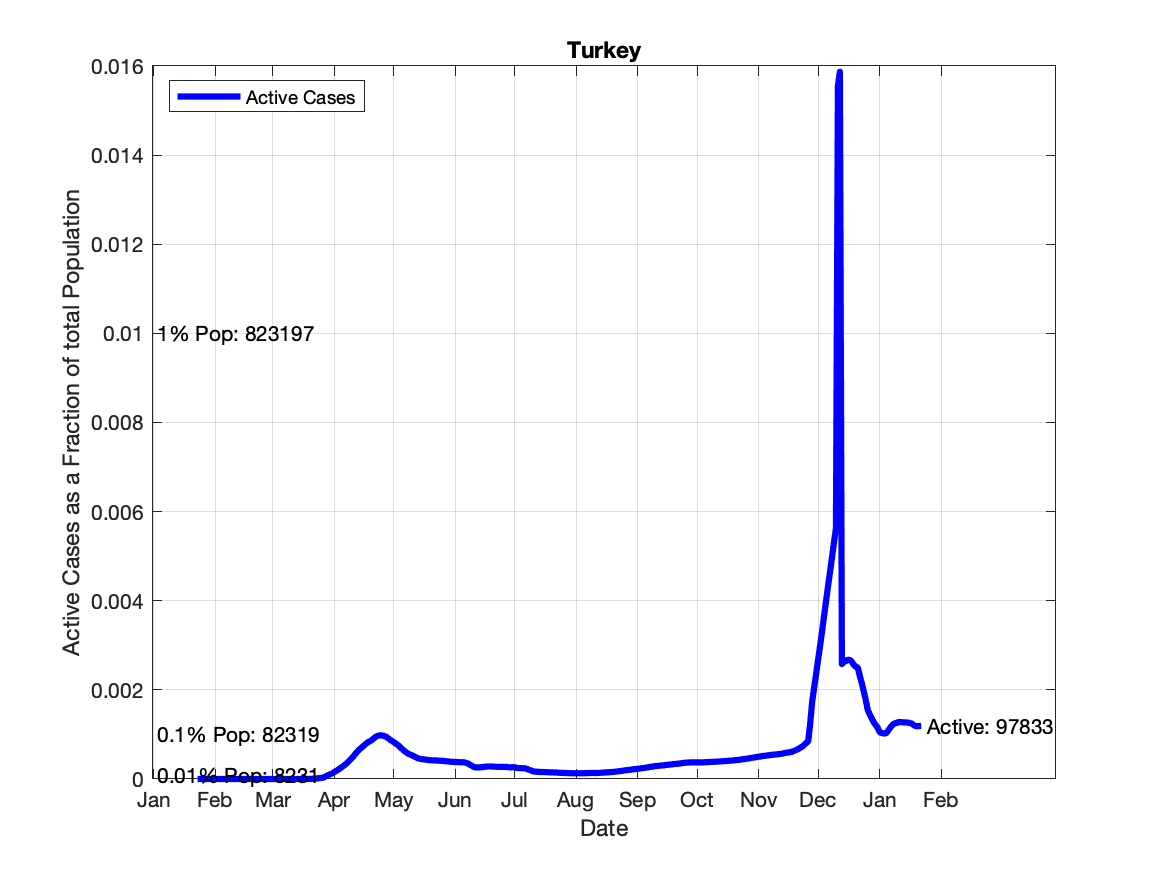 Turkey
Active Cases
0.016
0.014
0.012
0.01
0.008
0.006
0.004
0.002
0
Active Cases as a Fraction of total Population
1% Pop: 823197
0.1% Pop: 82319
0.01% Pop: 8231
Active: 97833
Jan Feb Mar Apr May Jun Jul Aug Sep Oct Nov Dec Jan Feb
Date